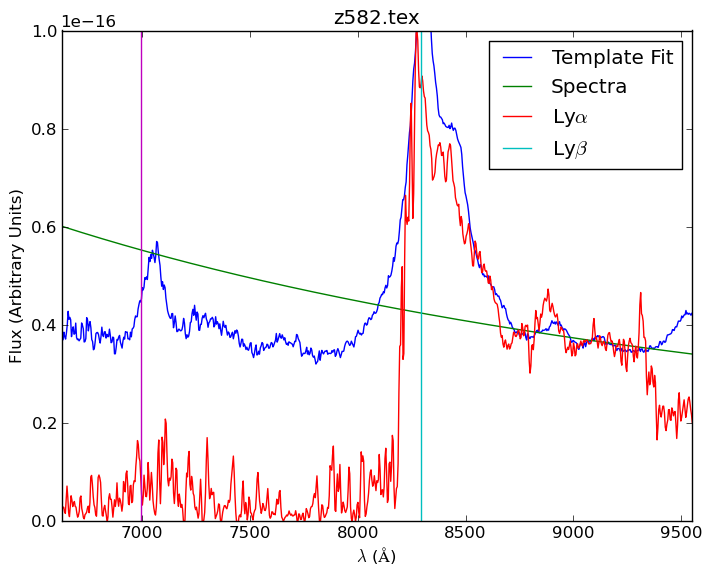 z582.tex
1e−16
1.0
0.8
0.6
0.4
0.2
0.0
Flux (Arbitrary Units)
Template Fit
Spectra
Lyα
Lyβ
7000 7500 8000 8500 9000 9500
λ (Å)